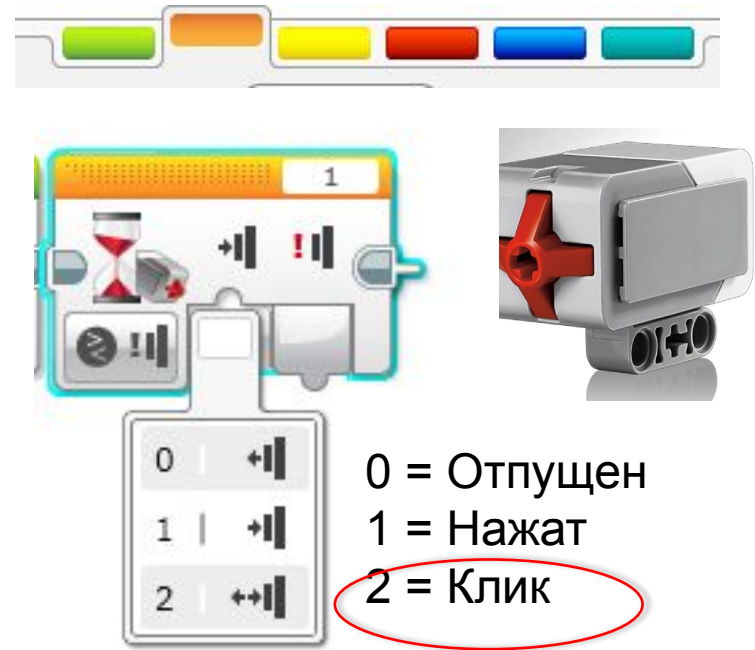 1
0
1
2
0 = Отпущен
1 = Нажат
2 = Клик